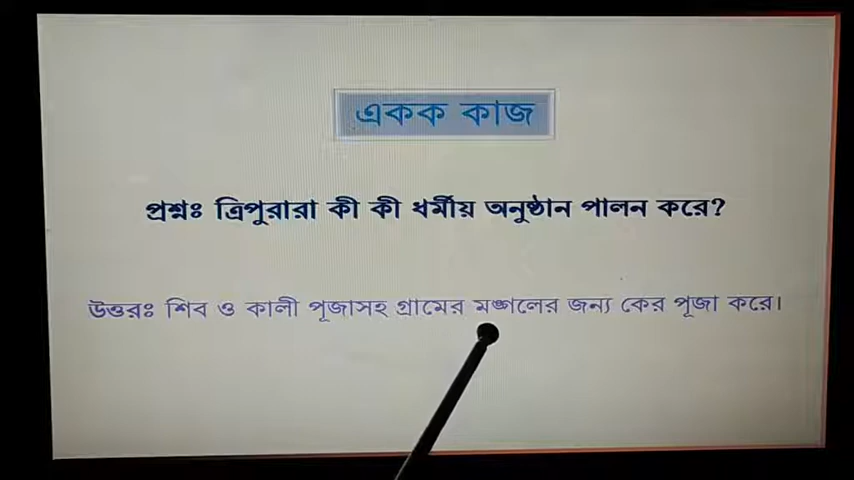 একক কাজ
প্রশ্নঃ ত্রিপুরারা কী কী ধর্মীয় অনুষ্ঠান পালন করে?
উত্তরঃ শিব ও কালী পূজাসহ গ্রামের মঙ্গলের জন্য কের পূজা করে।